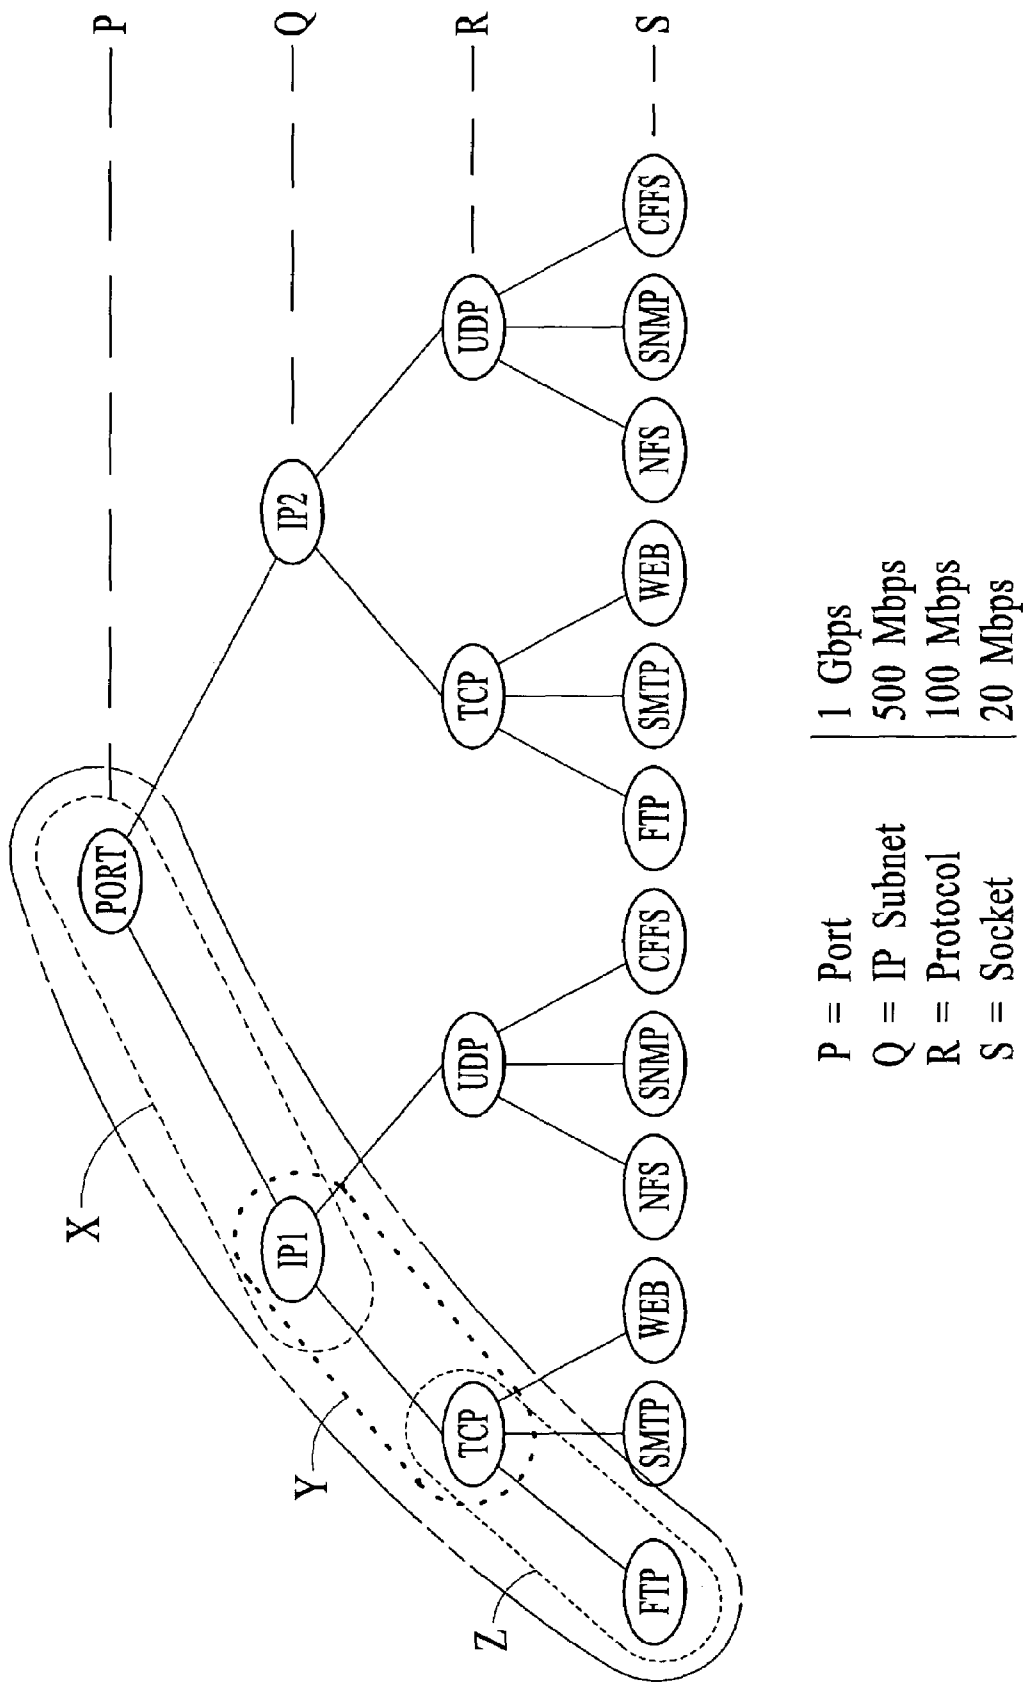 X
PORT
P
IP1
IP2
Q
Y
TCP
UDP
TCP
UDP
R
Z
FTP
SMTP
WEB
NFS
SNMP
CFFS
FTP
SMTP
WEB
NFS
SNMP
CFFS
S
P = Port 1 Gbps
Q = IP Subnet 500 Mbps
R = Protocol 100 Mbps
S = Socket 20 Mbps